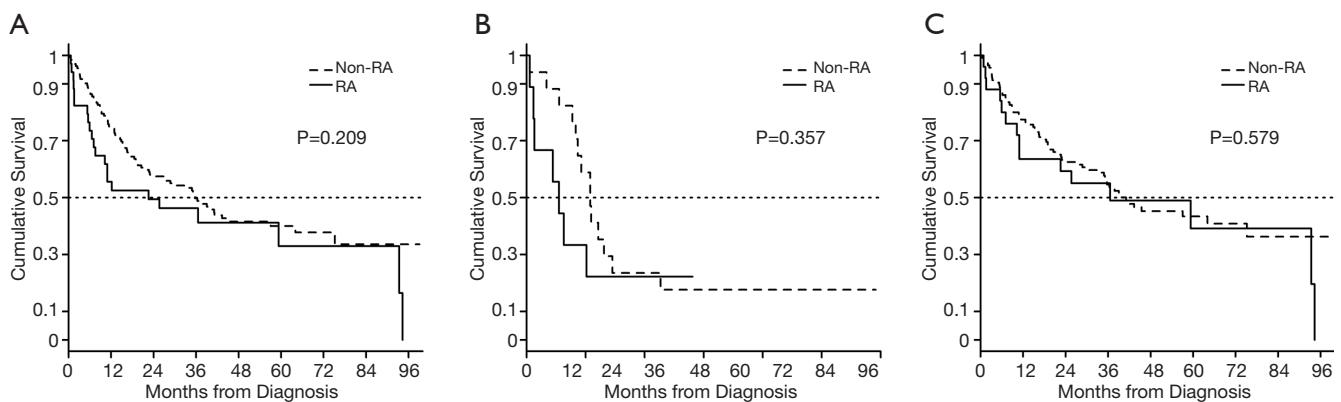 A
Cumulative Survival
1
0.9
0.7
0.5
0.3
0.1
0
Non-RA
RA
P=0.209
0 12 24 36 48 60 72 84 96
Months from Diagnosis
B
Cumulative Survival
1
0.9
0.7
0.5
0.3
0.1
0
Non-RA
RA
P=0.357
0 12 24 36 48 60 72 84 98
Months from Diagnosis
C
Cumulative Survival
1
0.9
0.7
0.5
0.3
0.1
0
Non-RA
RA
P=0.579
0 12 24 36 48 60 72 84 96
Months from Diagnosis